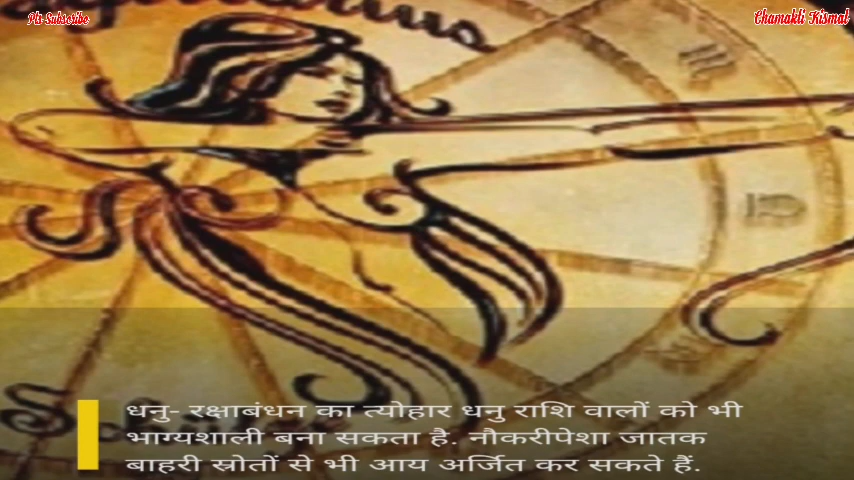 Pls-Subscribe
Chamakti Kismat
धनु- रक्षाबंधन का त्योहार धनु राशि वालों को भी
भाग्यशाली बना सकता है. नौकरीपेशा जातक
बाहरी स्रोतों से भी आय अर्जित कर सकते हैं.